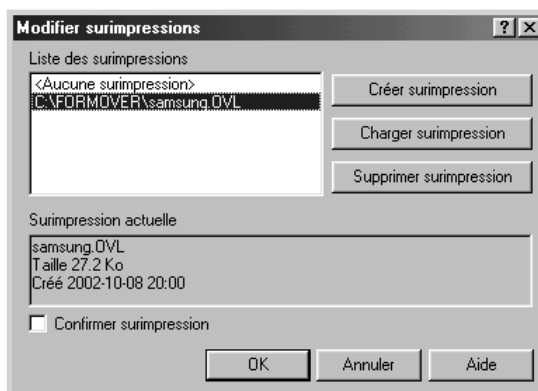 Modifier surimpressions
Liste des surimpressions
<Aucune surimpression>
C:\FORMOVER\samsung.OVL
Créer surimpression
Charger surimpression
Supprimer surimpression
Surimpression actuelle
samsung.OVL
Taille 27.2 Ko
Créé 2002-10-08 20:00
Confirmer surimpression
OK
Annuler
Aide